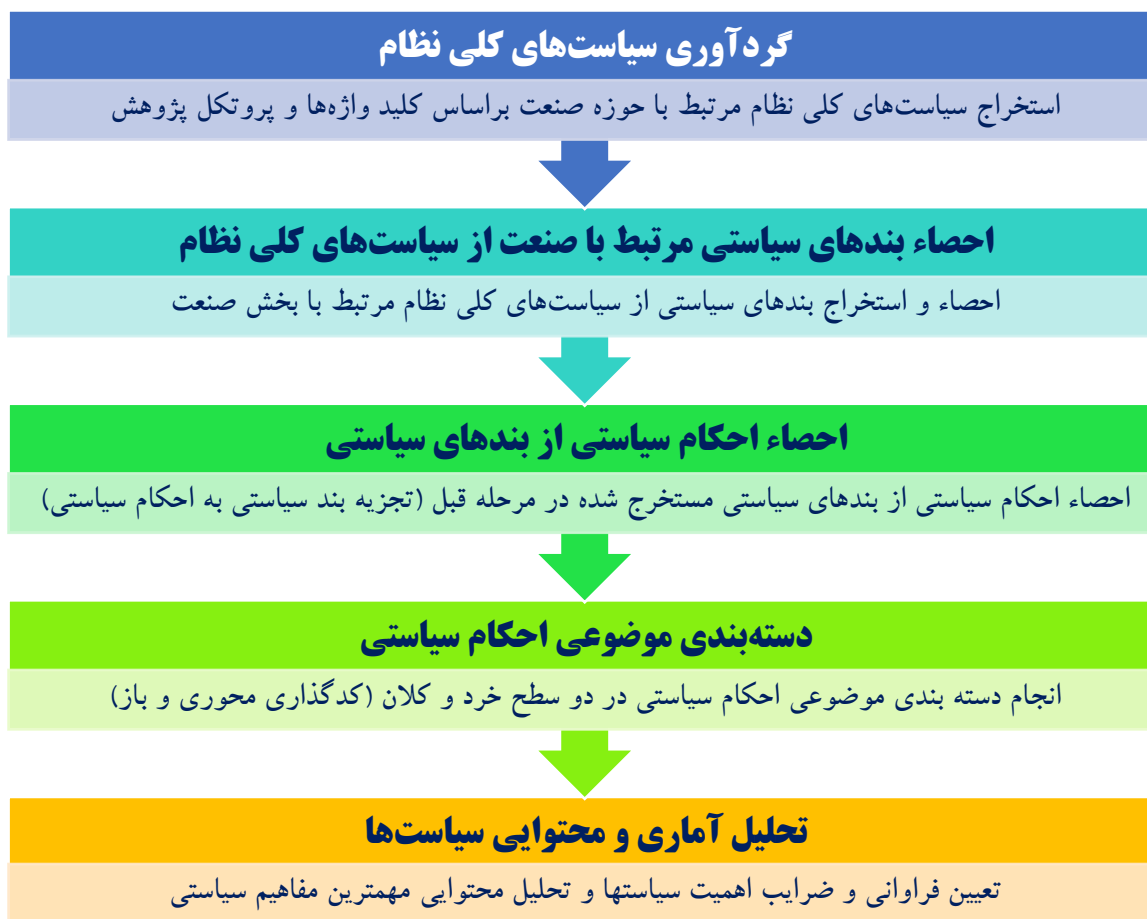 گردآوری سیاست‌های کلی نظام
استخراج سیاست‌های کلی نظام مرتبط با حوزه صنعت براساس کلید واژه‌ها و پروتکل پژوهش
احصاء بندهای سیاستی مرتبط با صنعت از سیاست‌های کلی نظام
احصاء و استخراج بندهای سیاستی از سیاست‌های کلی نظام مرتبط با بخش صنعت
احصاء احکام سیاستی از بندهای سیاستی
احصاء احکام سیاستی از بندهای سیاستی مستخرج شده در مرحله قبل (تجزیه بند سیاستی به احکام سیاستی)
دسته‌بندی موضوعی احکام سیاستی
انجام دسته بندی موضوعی احکام سیاستی در دو سطح خرد و کلان (کدگذاری محوری و باز)
تحلیل آماری و محتوایی سیاست‌ها
تعیین فراوانی و ضرایب اهمیت سیاستها و تحلیل محتوایی مهمترین مفاهیم سیاستی